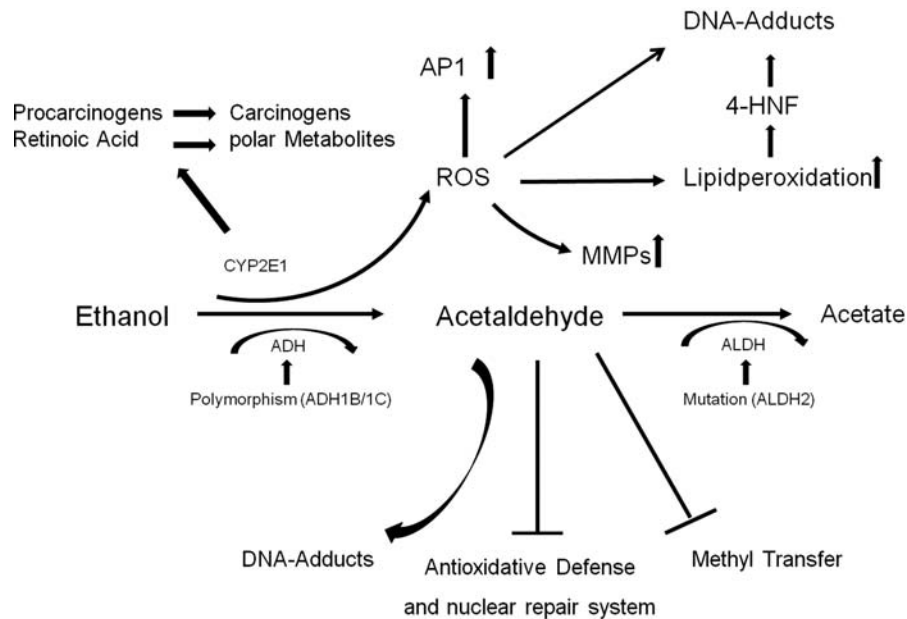 DNA-Adducts
AP1
4-HNF
Procarcinogens Carcinogens
Retinoic Acid polar Metabolites
ROS
Lipidperoxidation
MMPs
CYP2E1
Ethanol
Acetaldehyde
Acetate
ADH
ALDH
Polymorphism (ADH1B/1C)
Mutation (ALDH2)
DNA-Adducts
Antioxidative Defense
and nuclear repair system
Methyl Transfer